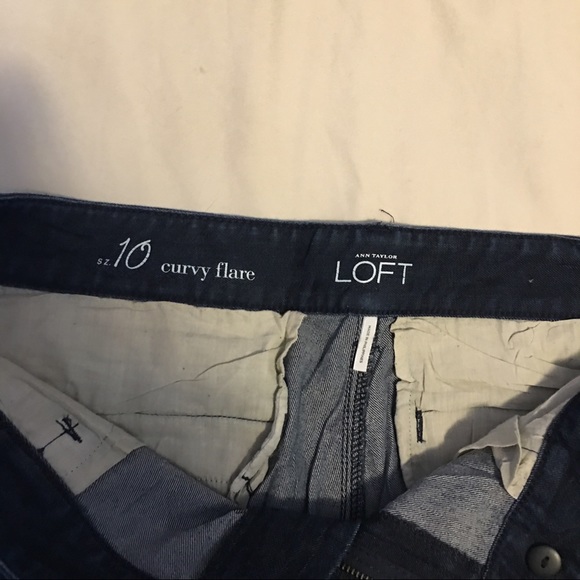 sz. 10 curvy flare
ANN TAYLOR
LOFT